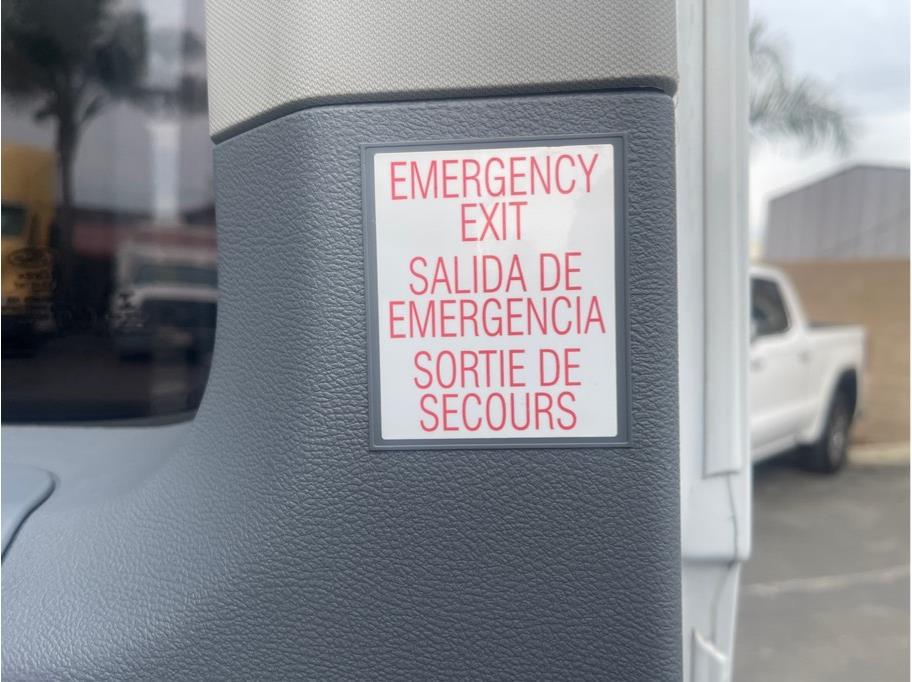 EMERGENCY
EXIT
SALIDA DE
EMERGENCIA
SORTIE DE
SECOURS